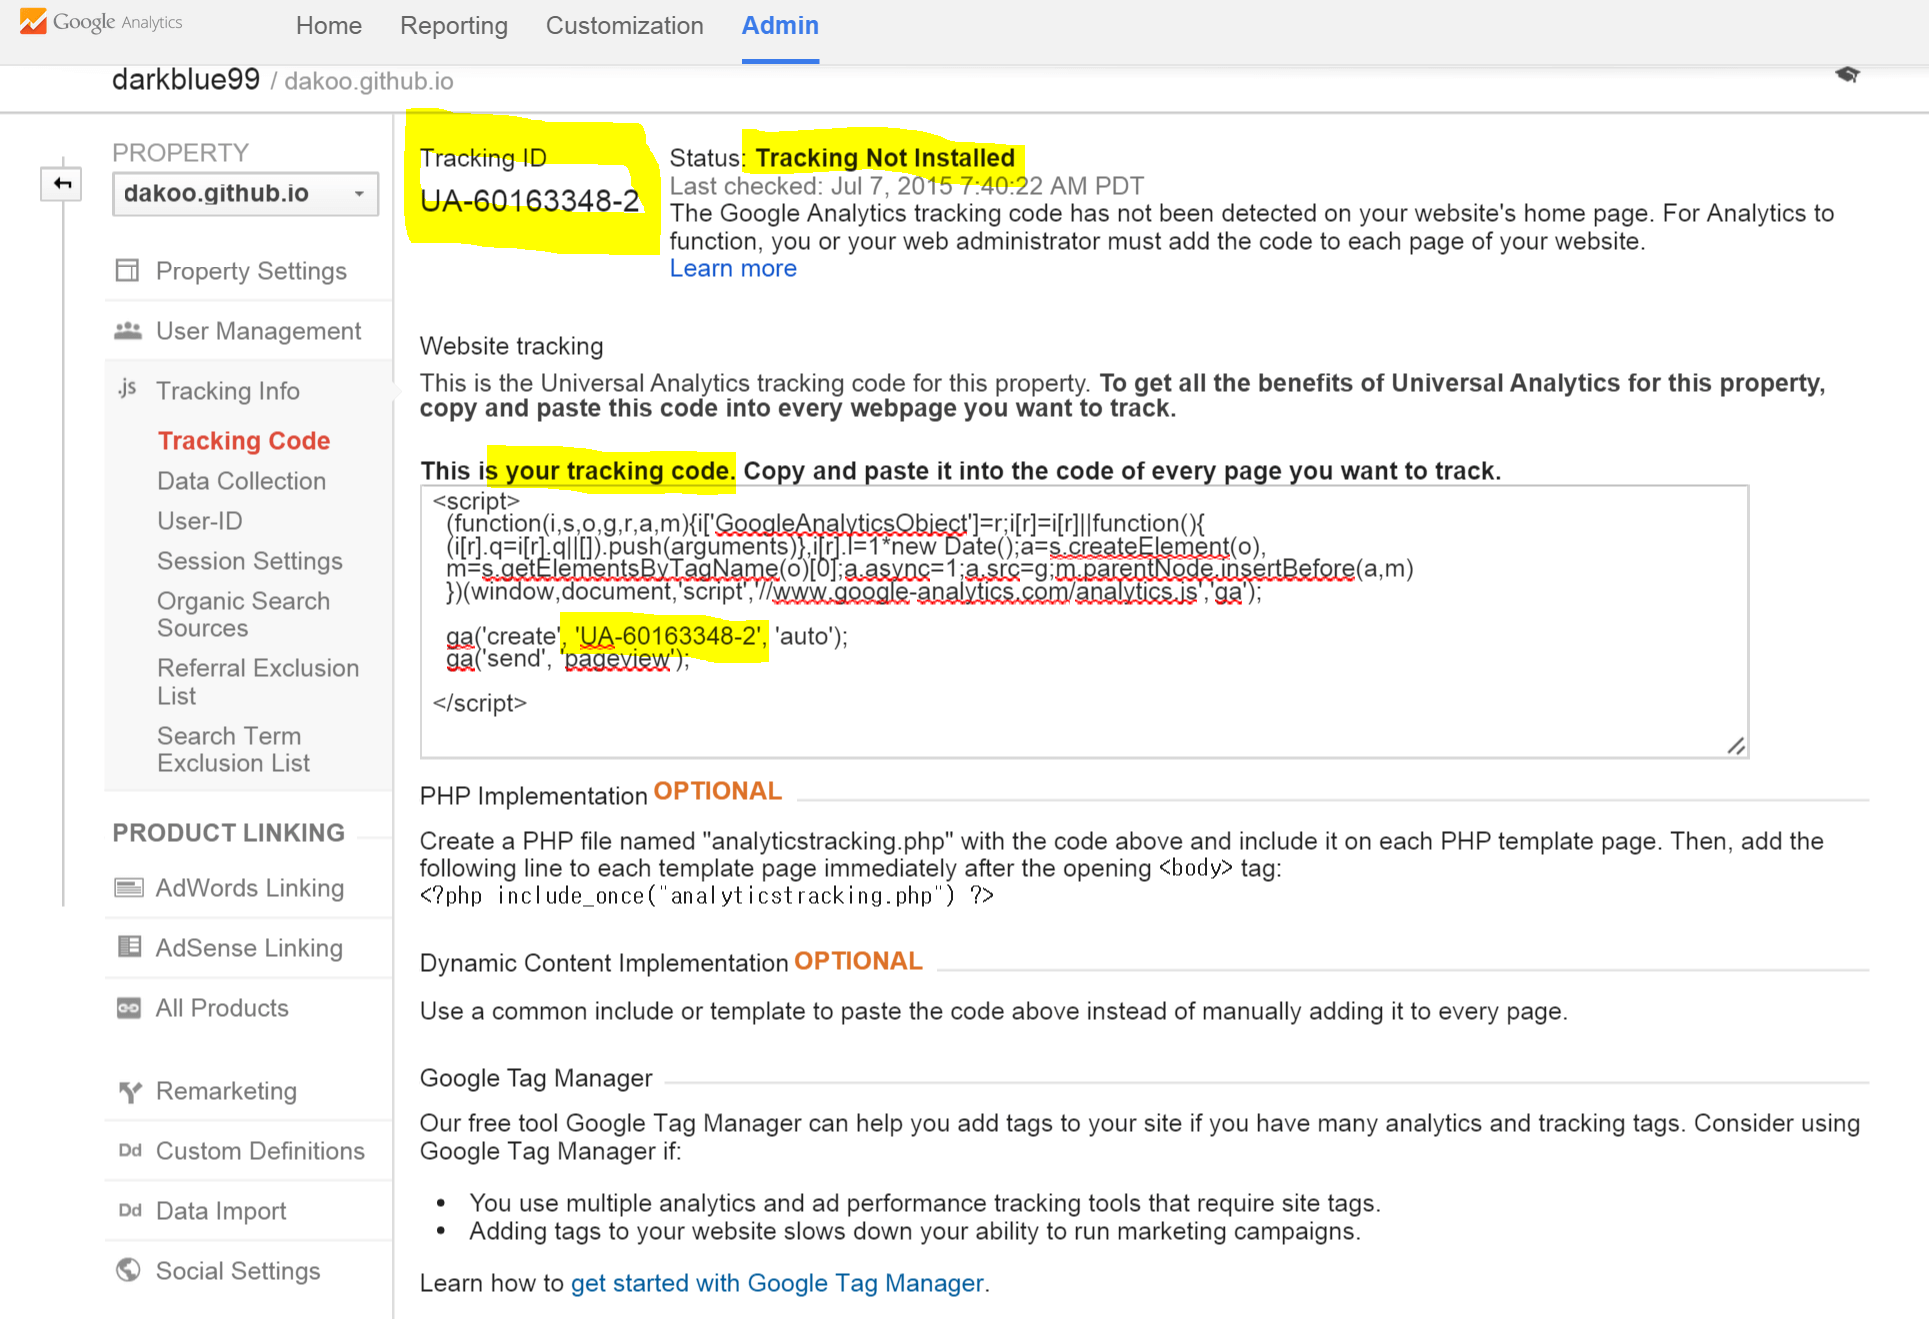 Google Analytics
Home Reporting Customization Admin
darkblue99 / dakoo.github.io
PROPERTY
dakoo.github.io
Property Settings
User Management
.js Tracking Info
Tracking Code
Data Collection
User-ID
Session Settings
Organic Search
Sources
Referral Exclusion
List
Search Term
Exclusion List
PRODUCT LINKING
AdWords Linking
AdSense Linking
All Products
Remarketing
Dd Custom Definitions
Dd Data Import
Social Settings
Tracking ID
UA-60163348-2
Status: Tracking Not Installed
Last checked: Jul 7, 2015 7:40:22 AM PDT
The Google Analytics tracking code has not been detected on your website's home page. For Analytics to
function, you or your web administrator must add the code to each page of your website.
Learn more
Website tracking
This is the Universal Analytics tracking code for this property. To get all the benefits of Universal Analytics for this property,
copy and paste this code into every webpage you want to track.
This is your tracking code. Copy and paste it into the code of every page you want to track.
<script>
(function(i,s,o,g,r,a,m){i['GoogleAnalyticsObject']=r;i[r]=i[r]||function(){
(i[r].q=i[r].q||[]).push(arguments)},i[r].l=1*new Date();a=s.createElement(o),
m=s.getElementsByTagName(o)[0];a.async=1;a.src=g;m.parentNode.insertBefore(a,m)
})(window,document,'script','//www.google-analytics.com/analytics.js','ga');
ga('create', 'UA-60163348-2', 'auto');
ga('send', 'pageview');
</script>
PHP Implementation OPTIONAL
Create a PHP file named "analyticstracking.php" with the code above and include it on each PHP template page. Then, add the
following line to each template page immediately after the opening <body> tag:
<?php include_once("analyticstracking.php") ?>
Dynamic Content Implementation OPTIONAL
Use a common include or template to paste the code above instead of manually adding it to every page.
Google Tag Manager
Our free tool Google Tag Manager can help you add tags to your site if you have many analytics and tracking tags. Consider using
Google Tag Manager if:
• You use multiple analytics and ad performance tracking tools that require site tags.
• Adding tags to your website slows down your ability to run marketing campaigns.
Learn how to get started with Google Tag Manager.